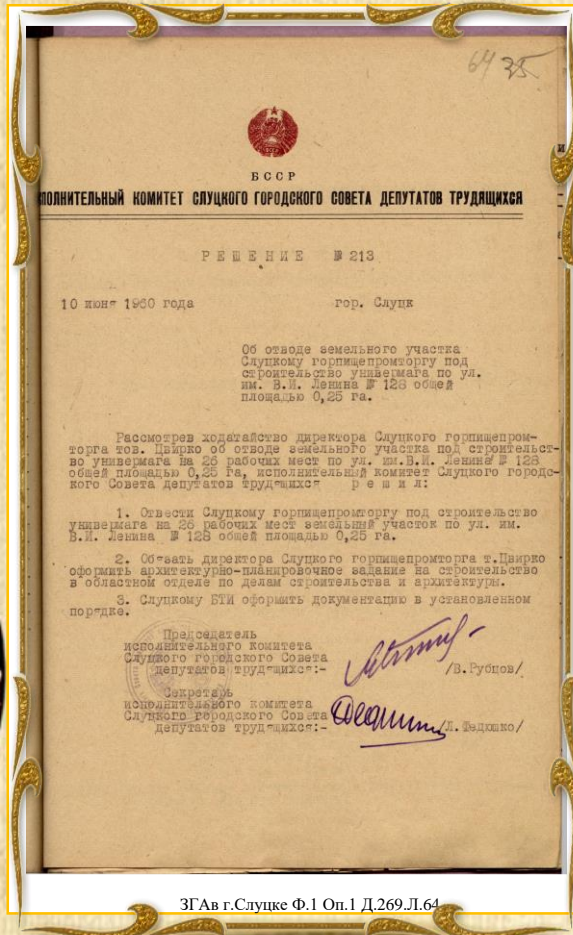 64 35
БССР
ПОЛНИТЕЛЬНЫЙ КОМИТЕТ СЛУЦКОГО ГОРОДСКОГО СОВЕТА ДЕПУТАТОВ ТРУДЯЩИХСЯ
РЕШЕНИЕ № 213
10 июня 1960 года гор. Слуцк
Об отводе земельного участка
Слуцкому горпищепромторгу под
строительство универмага по ул.
им. В.И. Ленина № 128 общей
площадью 0,25 га.
Рассмотрев ходатайство директора Слуцкого горпищепром-
торга тов. Цвирко об отводе земельного участка под строительст-
во универмага на 26 рабочих мест по ул. им.В.И. Ленина № 128
общей площадью 0,25 га, исполнительный комитет Слуцкого городс-
кого Совета депутатов трудящихся р е ш и л:
1. Отвести Слуцкому горпищепромторгу под строительство
универмага на 26 рабочих мест земельный участок по ул. им.
В.И. Ленина № 128 общей площадью 0,25 га.
2. Обязать директора Слуцкого горпищепромторга т.Цвирко
оформить архитектурно-планировочное задание на строительство
в областном отделе по делам строительства и архитектуры.
3. Слуцкому БТИ оформить документацию в установленном
порядке.
Председатель
исполнительного комитета
Слуцкого городского Совета
депутатов трудящихся:- /В.Рубцов/
Секретарь
исполнительного комитета
Слуцкого городского Совета
депутатов трудящихся:- /Л.Федюшко/
ЗГАв г.Слуцке Ф.1 Оп.1 Д.269.Л.64